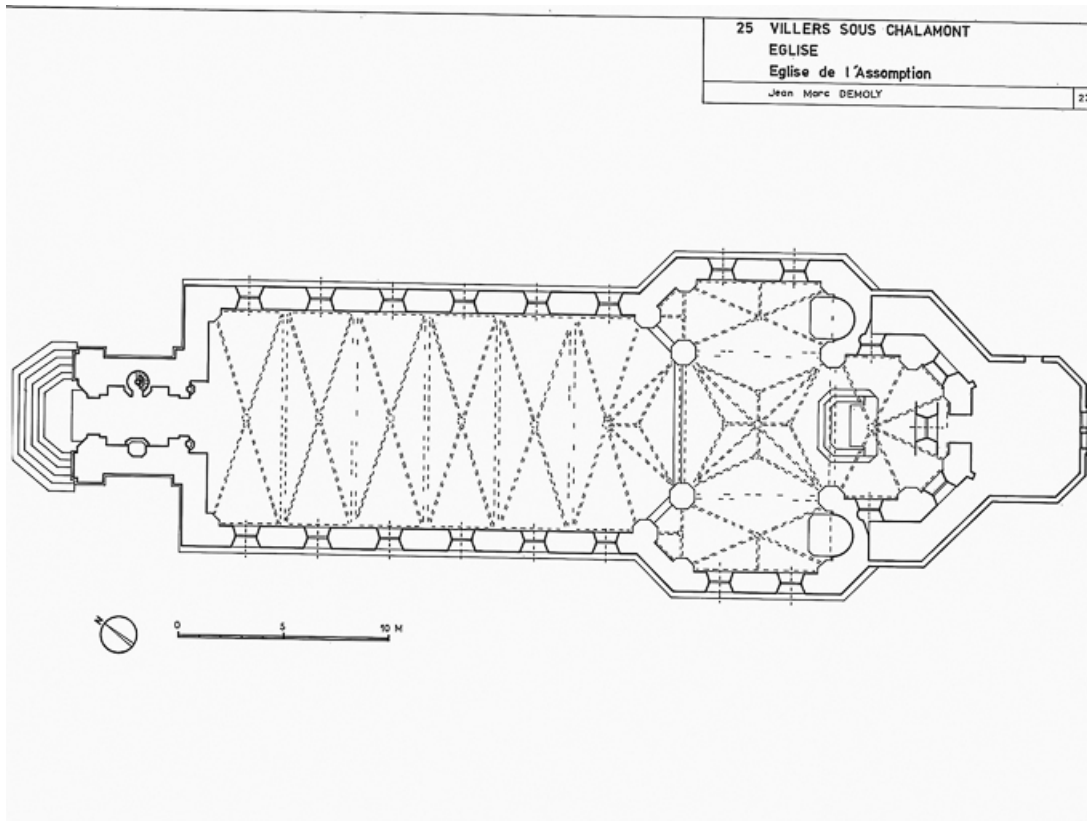 25 VILLERS SOUS CHALAMONT
EGLISE
Eglise de l'Assomption
Jean Marc DEMOLY
N
0 5 10 M